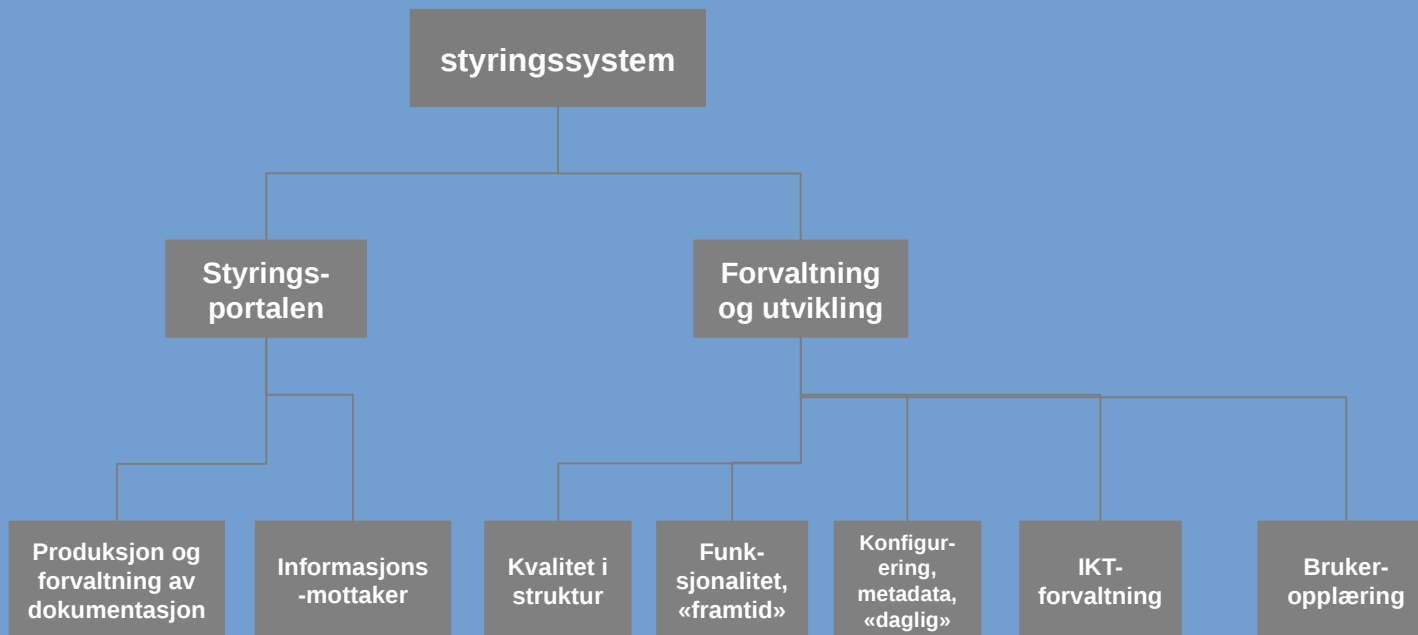 styringssystem
Styrings-
portalen
Forvaltning
og utvikling
Produksjon og
forvaltning av
dokumentasjon
Informasjons
-mottaker
Kvalitet i
struktur
Funk-
sjonalitet,
«framtid»
Konfigur-
ering,
metadata,
«daglig»
IKT-
forvaltning
Bruker-
opplæring